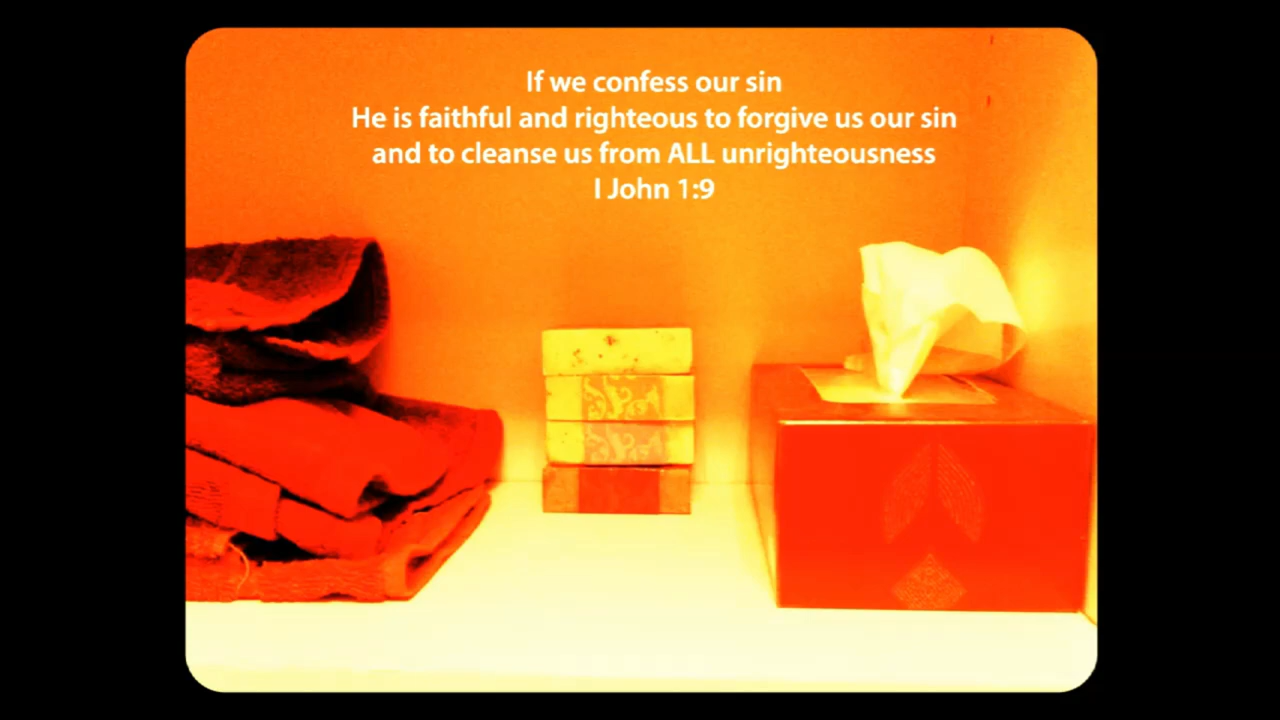 If we confess our sin
He is faithful and righteous to forgive us our sin
and to cleanse us from ALL unrighteousness
I John 1:9